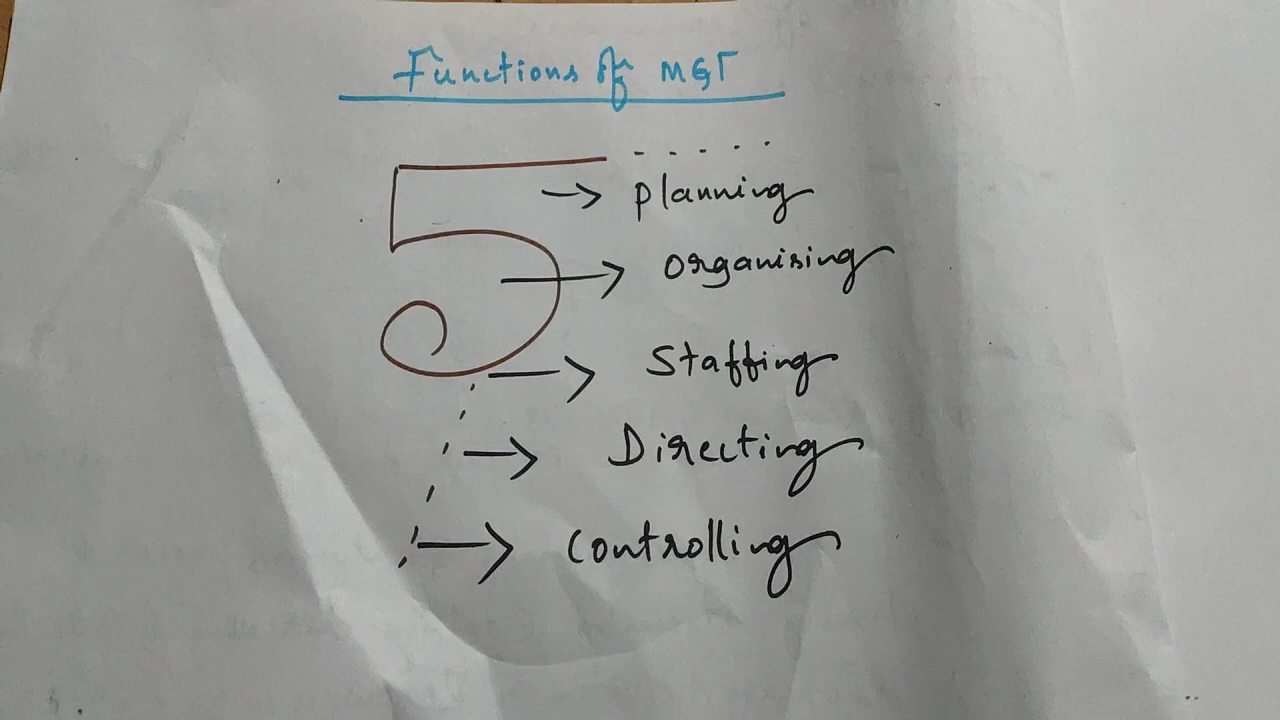 Functions of MGT
5
→ planning
→ organising
→ Staffing
→ Directing
→ Controlling